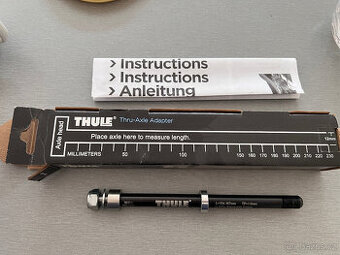 > Instructions
> Instructions
> Anleitung
Axle head
THULE Thru-Axle Adapter
12mm
Place axle here to measure length.
MILLIMETERS 50 100 150 160 170 180 190 200 210 220 230
THULE